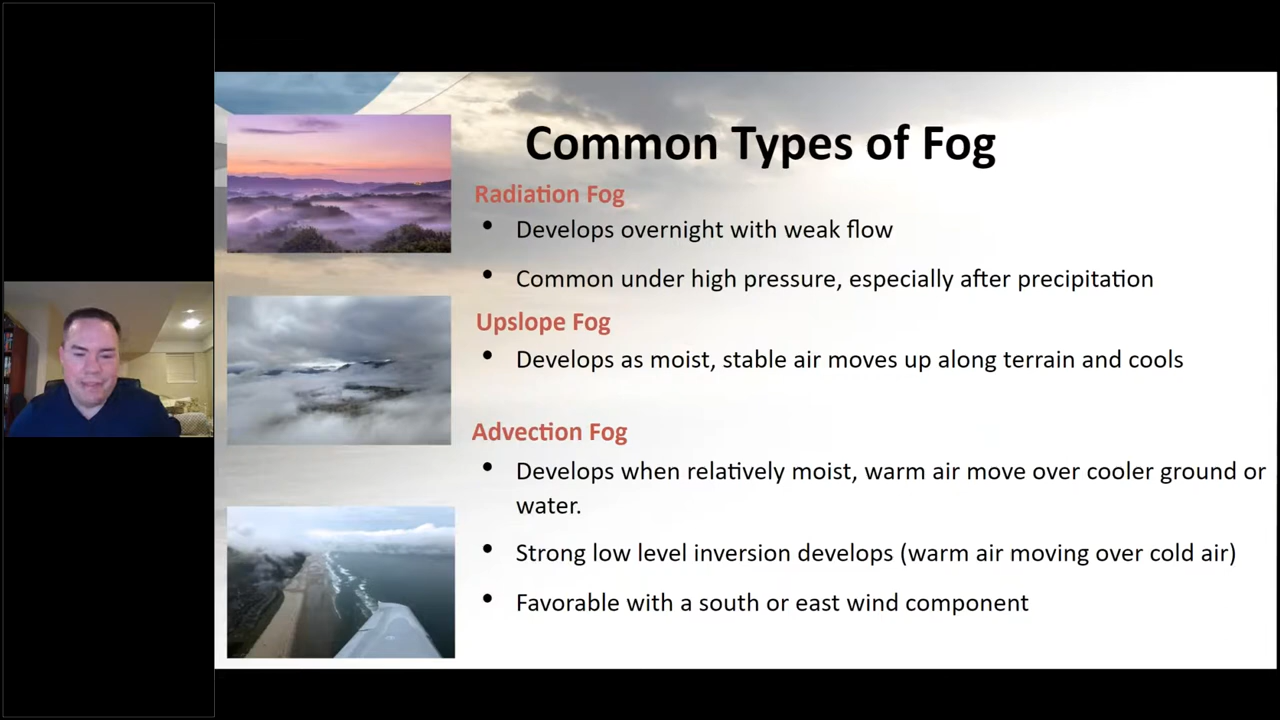 Common Types of Fog
Radiation Fog
• Develops overnight with weak flow
• Common under high pressure, especially after precipitation
Upslope Fog
• Develops as moist, stable air moves up along terrain and cools
Advection Fog
• Develops when relatively moist, warm air move over cooler ground or
water.
• Strong low level inversion develops (warm air moving over cold air)
• Favorable with a south or east wind component